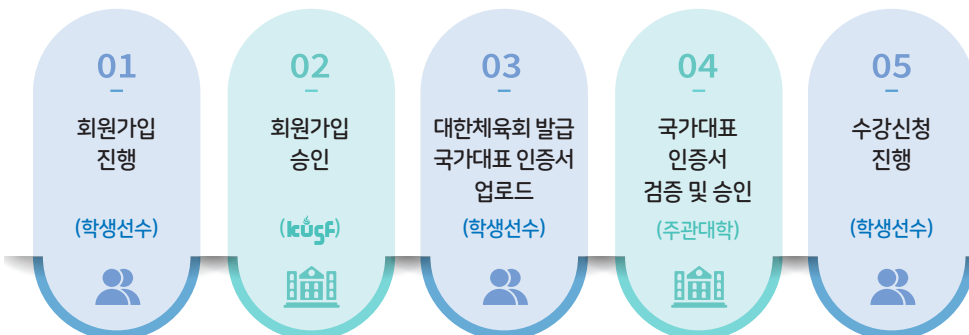 01
회원가입
진행
(학생선수)
02
회원가입
승인
(kusf)
03
대한체육회 발급
국가대표 인증서
업로드
(학생선수)
04
국가대표
인증서
검증 및 승인
(주관대학)
05
수강신청
진행
(학생선수)